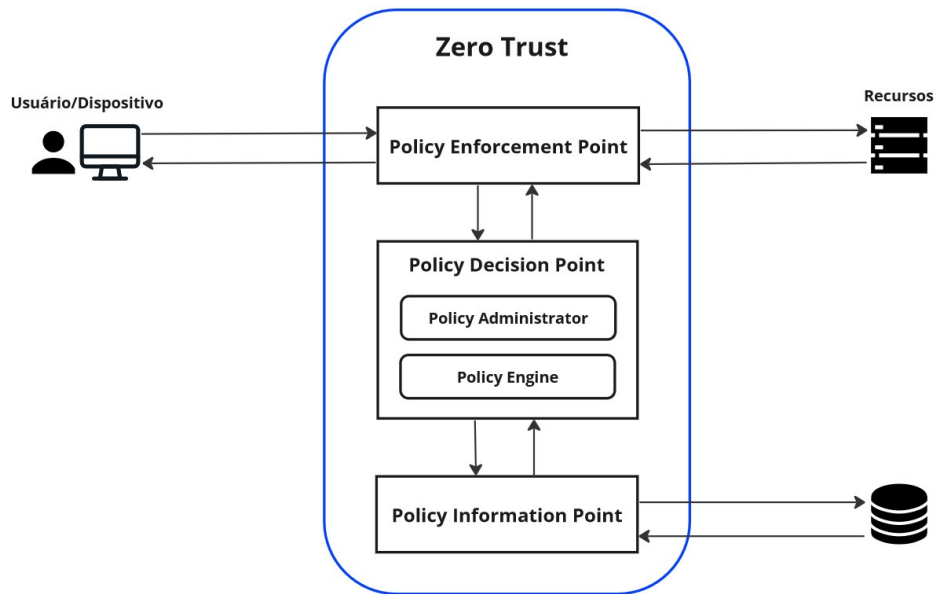 Zero Trust
Usuário/Dispositivo
Recursos
Policy Enforcement Point
Policy Decision Point
Policy Administrator
Policy Engine
Policy Information Point